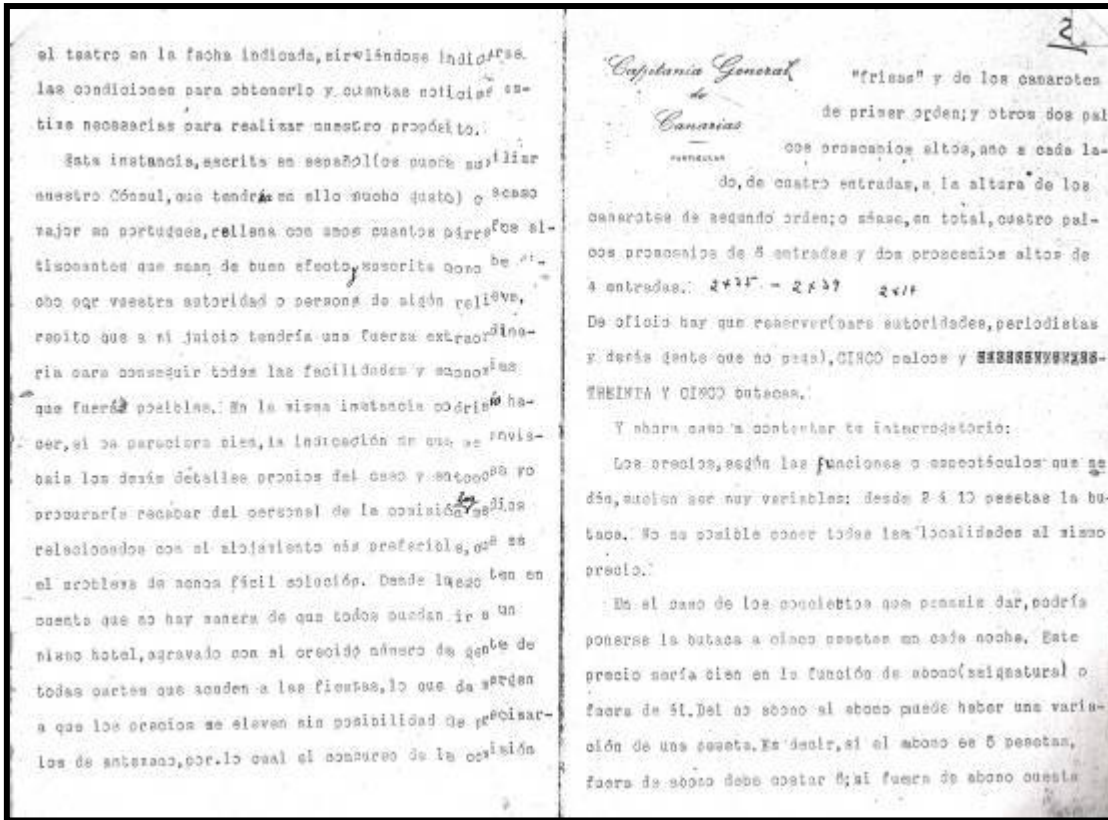 el teatro en la fecha indicada, sirviéndose indicarse
las condiciones para obtenerlo y cuantas noticias es-
time necesarias para realizar nuestro propósito.
Esta instancia, escrita en español(os puede auxiliar
nuestro Cónsul, que tendrá en ello mucho gusto) o acaso
mejor en portugues, rellena con unos cuantos párrafos al-
tisonantes que sean de buen efecto, y suscrita como he di-
cho por vuestra autoridad o persona de algún relieve,
repito que a mi juicio tendría una fuerza extraordina-
ria para conseguir todas las facilidades y economías
que fuera posibles. En la misma instancia podríais ha-
cer, si os pareciera bien, la indicación de que se envia-
bais los demás detalles propios del caso y entonces yo
procuraría recabar del personal de la comisión los medios
relacionados con el alojamiento más preferible, que es
el problema de menos fácil solución. Desde luego ten en
cuenta que no hay manera de que todos puedan ir a un
mismo hotel, agravado con el crecido número de gente de
todas partes que acuden a las fiestas, lo que da margen
a que los precios se eleven sin posibilidad de precisar-
los de antemano, por.lo cual el concurso de la comisión
2
Capitanía General
de
Canarias
PARTICULAR
"frisas" y de los camarotes
de primer orden; y otros dos pal
cos proscenios altos, uno a cada la-
do, de cuatro entradas, a la altura de los
camarotes de segundo orden; o séase, en total, cuatro pal-
cos proscenios de 5 entradas y dos proscenios altos de
4 entradas. 2+35 - 2x39 2x14
De oficio hay que reservar(para autoridades, periodistas
y demás gente que no paga), CINCO palcos y
TREINTA Y CINCO butacas.
Y ahora paso a contestar tu interrogatorio:
Los precios, según las funciones o espectáculos que se
dén, suelen ser muy variables: desde 2 á 10 pesetas la bu-
taca. No es posible poner todas las localidades al mismo
precio.
En el caso de los conciertos que penseis dar, podría
ponerse la butaca a cinco pesetas en cada noche. Este
precio sería bien en la función de abono(asignatura) o
fuera de él. Del no abono al abono puede haber una varia-
ción de una peseta. Es decir, si el abono es 5 pesetas,
fuera de abono debe costar 6; si fuera de abono cuesta